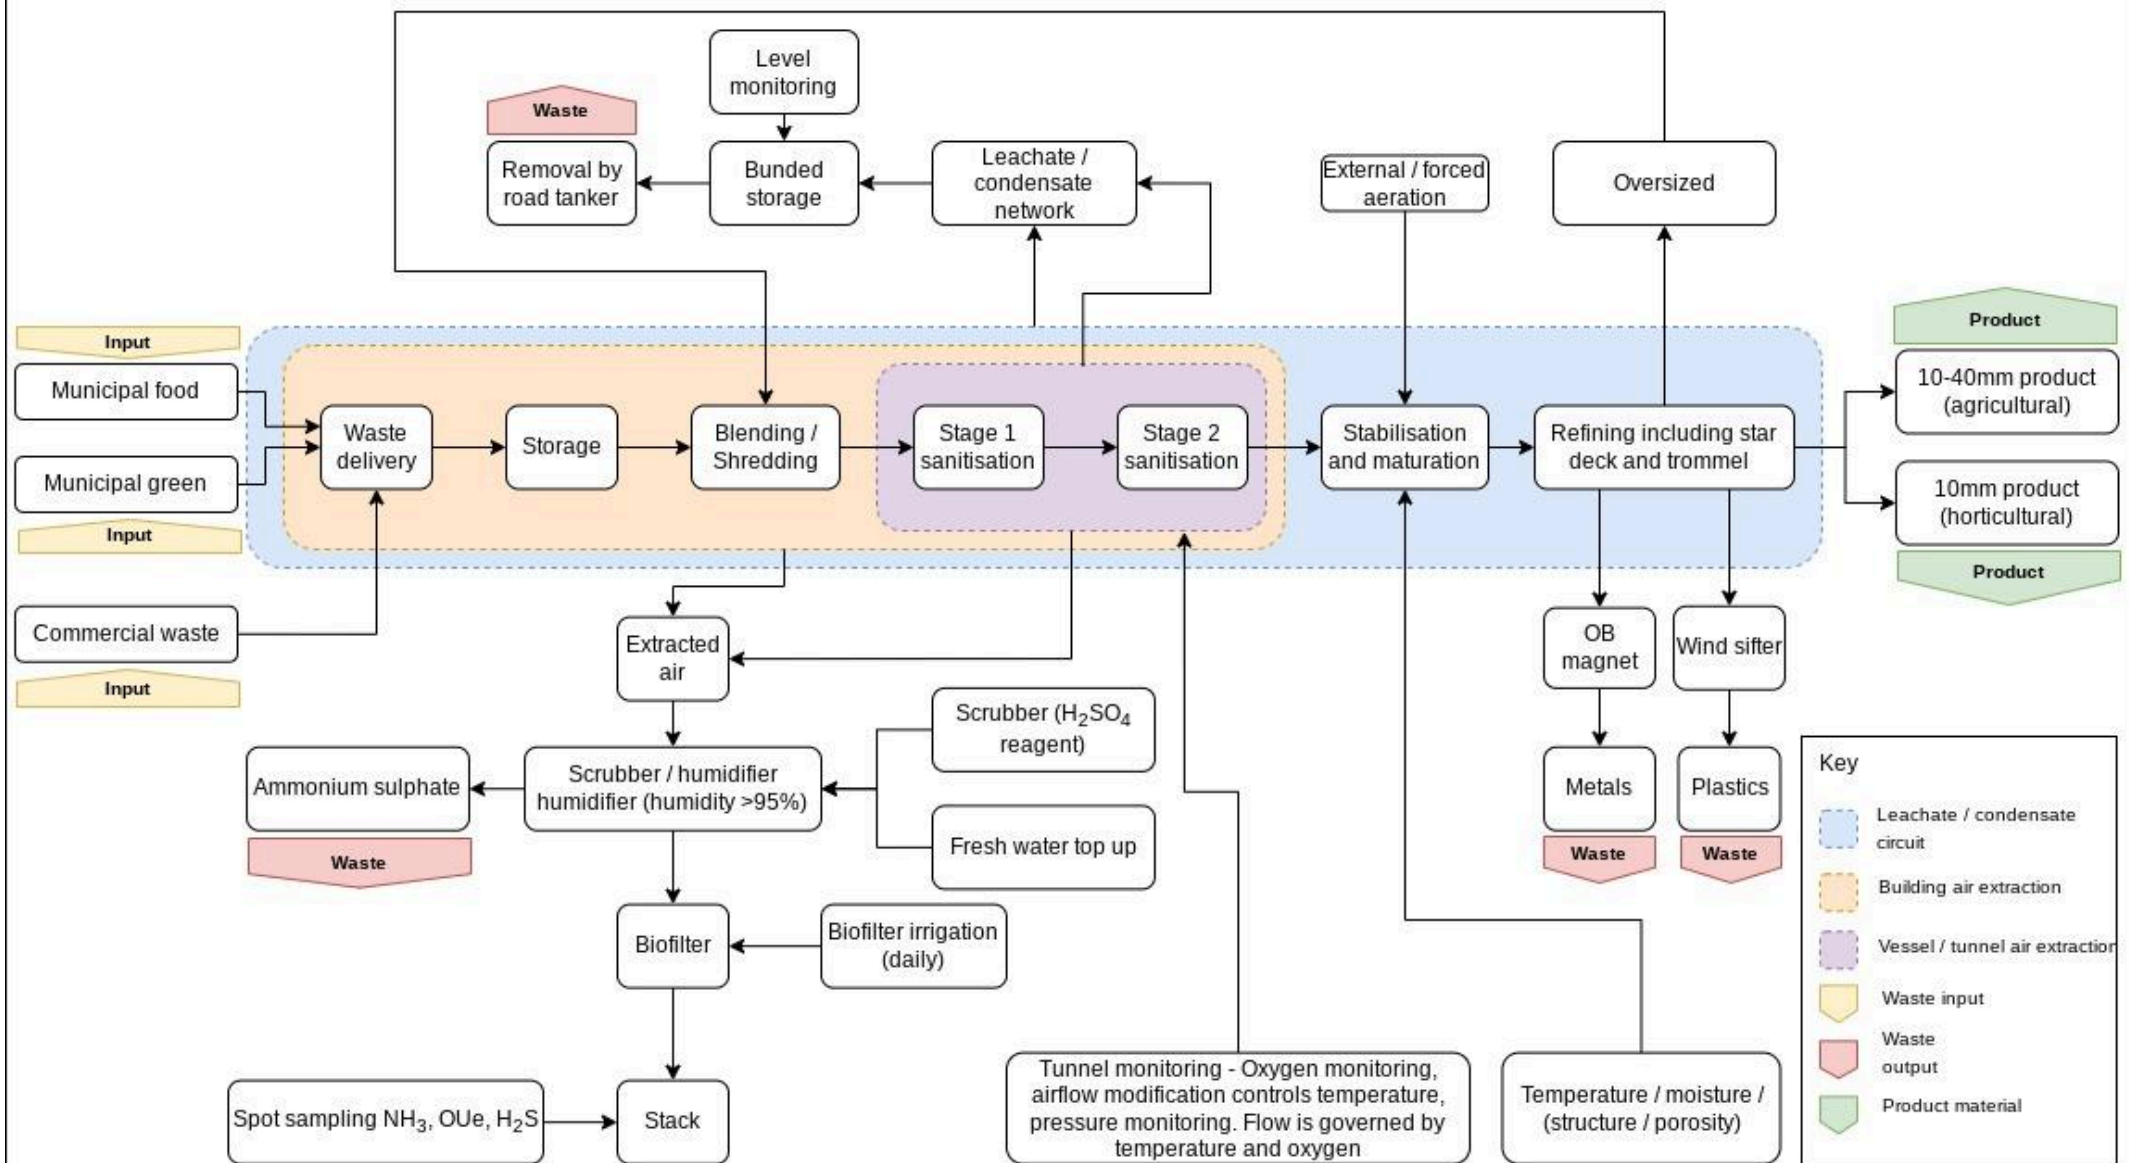 Level
monitoring
Waste
Removal by
road tanker
Bunded
storage
Leachate /
condensate
network
External / forced
aeration
Oversized
Input
Municipal food
Municipal green
Input
Commercial waste
Input
Waste
delivery
Storage
Blending /
Shredding
Stage 1
sanitisation
Stage 2
sanitisation
Stabilisation
and maturation
Refining including star
deck and trommel
Product
10-40mm product
(agricultural)
10mm product
(horticultural)
Product
Extracted
air
OB
magnet
Wind sifter
Metals
Waste
Plastics
Waste
Scrubber (H₂SO₄
reagent)
Ammonium sulphate
Waste
Scrubber / humidifier
humidifier (humidity >95%)
Fresh water top up
Biofilter
Biofilter irrigation
(daily)
Spot sampling NH₃, OUe, H₂S
Stack
Tunnel monitoring - Oxygen monitoring,
airflow modification controls temperature,
pressure monitoring. Flow is governed by
temperature and oxygen
Temperature / moisture /
(structure / porosity)
Key
Leachate / condensate
circuit
Building air extraction
Vessel / tunnel air extraction
Waste input
Waste
output
Product material